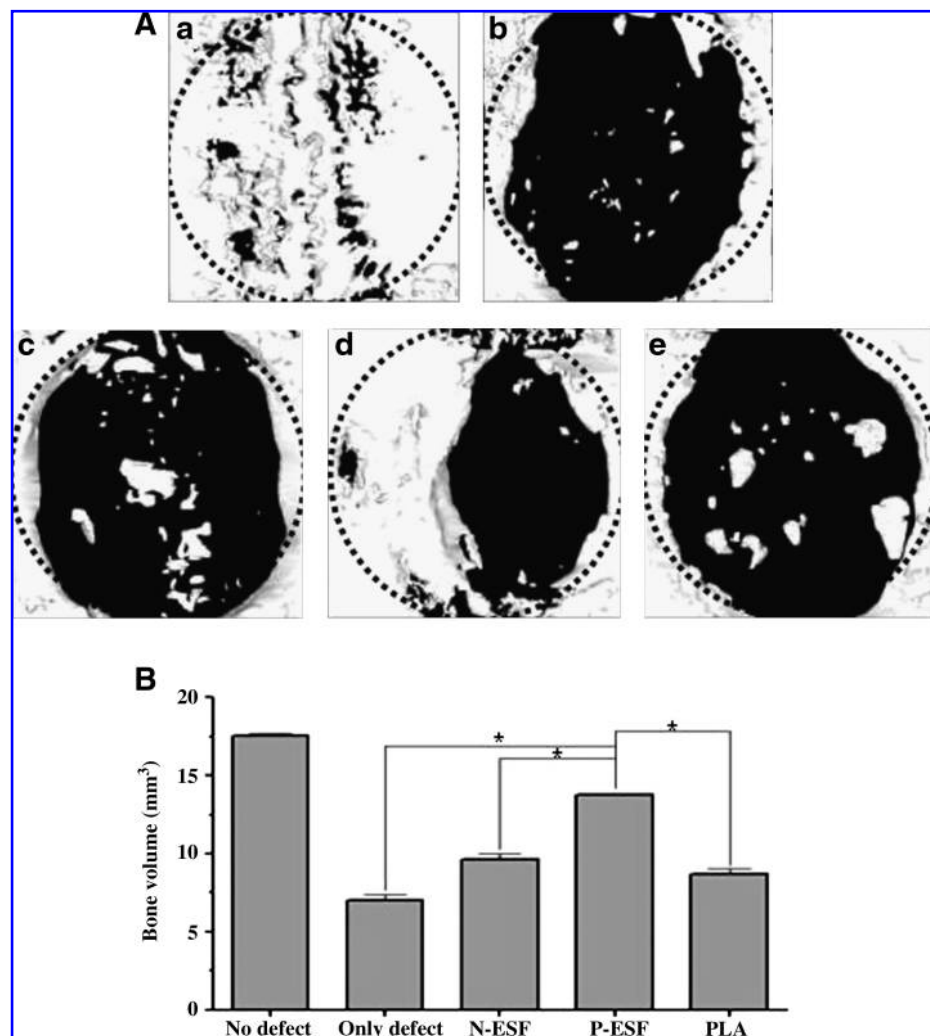 A
a
b
c
d
e
B
Bone volume (mm³)
20
15
10
5
0
*
*
*
No defect
Only defect
N-ESF
P-ESF
PLA